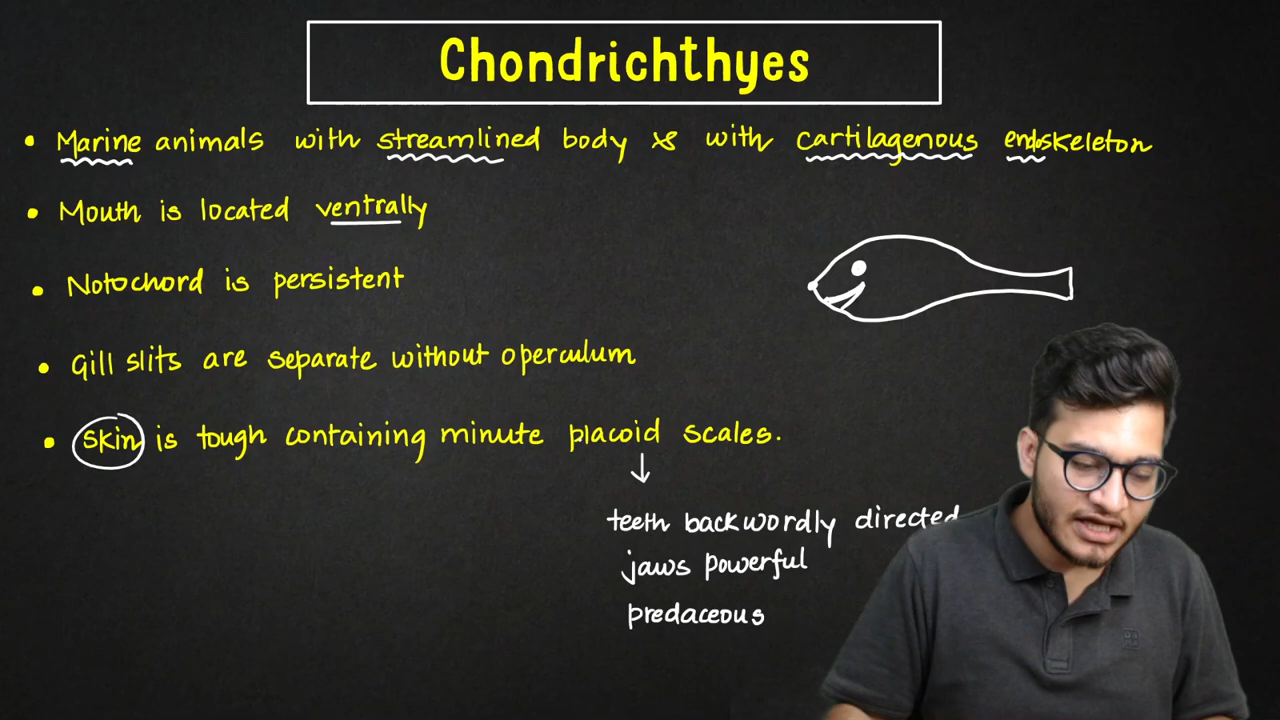 Chondrichthyes
• Marine animals with streamlined body & with cartilagenous endoskeleton
• Mouth is located ventrally
• Notochord is persistent
• Gill slits are separate without operculum
• Skin is tough containing minute placoid scales.
↓
teeth backwordly directed
jaws powerful
predaceous